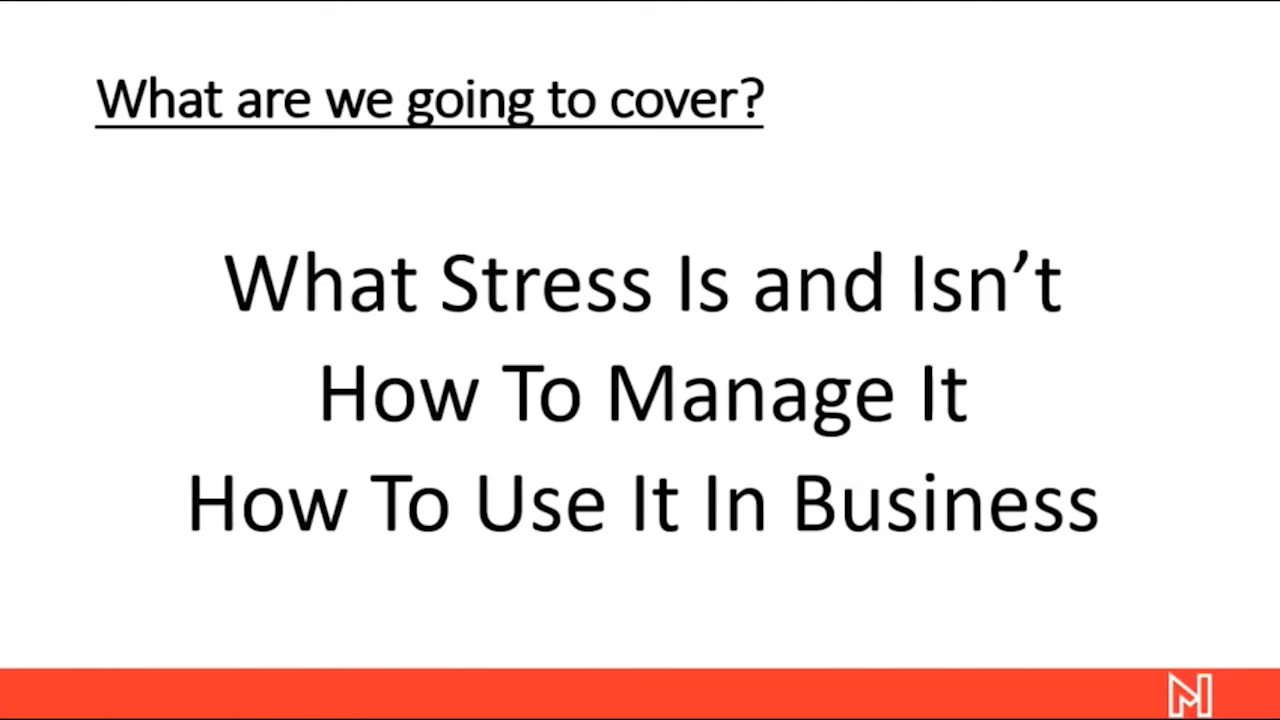 What are we going to cover?
What Stress Is and Isn’t
How To Manage It
How To Use It In Business